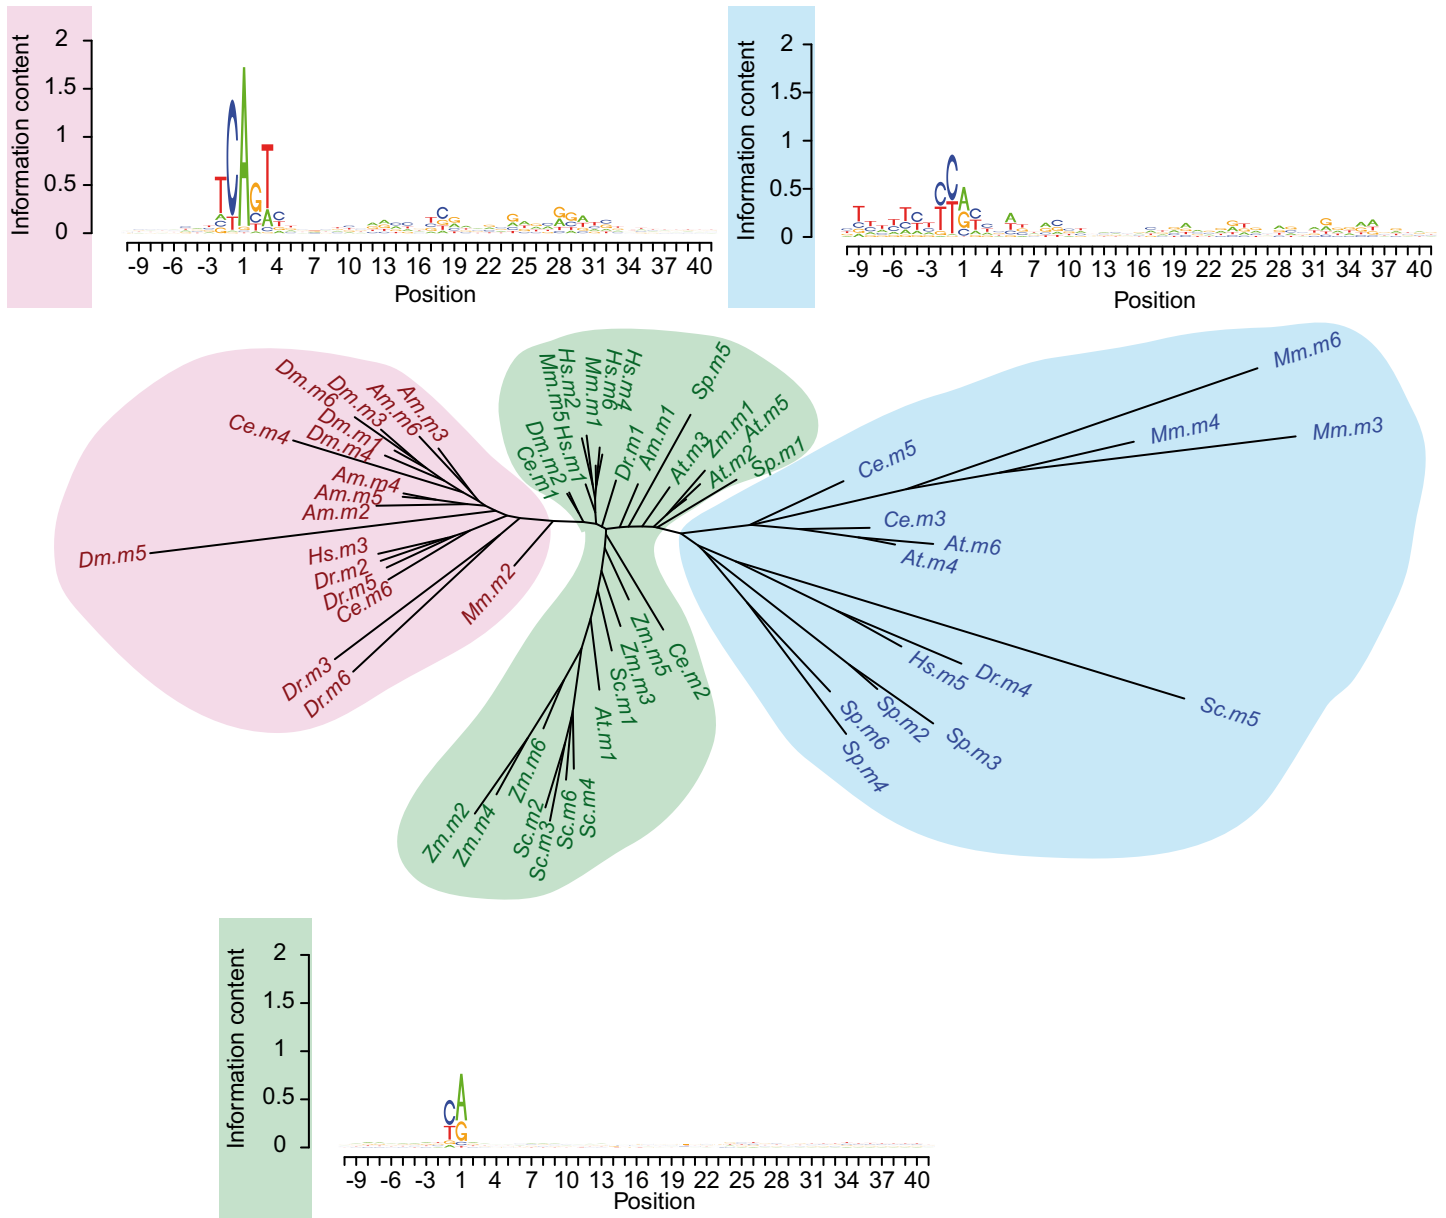 Information content
2
1.5
1
0.5
0
T C A G T
-9 -6 -3 1 4 7 10 13 16 19 22 25 28 31 34 37 40
Position
Information content
2
1.5
1
0.5
0
C C A
-9 -6 -3 1 4 7 10 13 16 19 22 25 28 31 34 37 40
Position
Dm.m6
Dm.m3
Am.m6
Am.m3
Ce.m4
Dm.m1
Dm.m4
Am.m4
Am.m5
Am.m2
Dm.m5
Hs.m3
Dr.m2
Dr.m5
Ce.m6
Mm.m2
Dr.m3
Dr.m6
Ce.m1
Dm.m2
Mm.m5
Hs.m2
Hs.m1
Mm.m1
Hs.m6
Hs.m4
Dr.m1
Am.m1
Sp.m5
At.m3
Zm.m1
At.m2
At.m5
Sp.m1
Ce.m2
Zm.m5
Zm.m3
Sc.m1
At.m1
Zm.m6
Zm.m2
Zm.m4
Sc.m2
Sc.m3
Sc.m6
Sc.m4
Mm.m6
Mm.m4
Mm.m3
Ce.m5
Ce.m3
At.m6
At.m4
Hs.m5
Dr.m4
Sc.m5
Sp.m6
Sp.m2
Sp.m3
Sp.m4
Information content
2
1.5
1
0.5
0
C A
T G
-9 -6 -3 1 4 7 10 13 16 19 22 25 28 31 34 37 40
Position